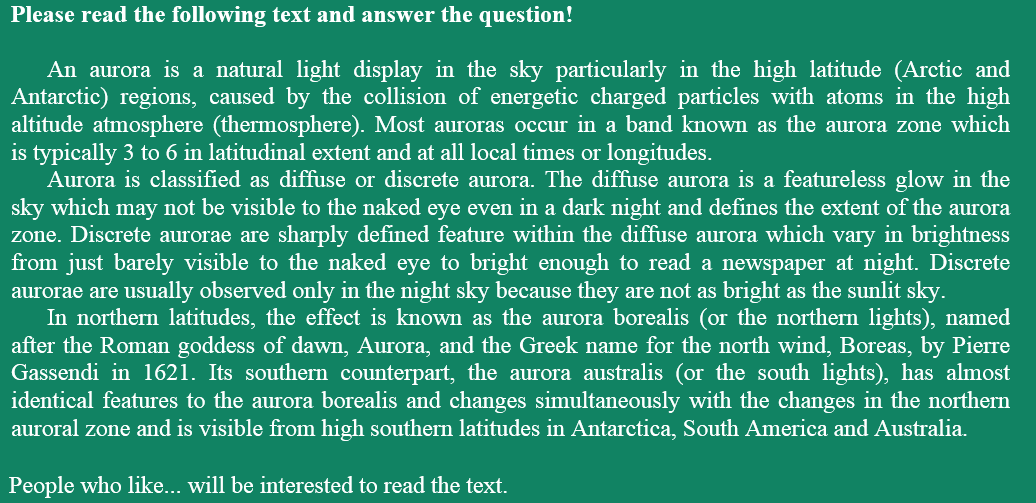 Please read the following text and answer the question!
An aurora is a natural light display in the sky particularly in the high latitude (Arctic and
Antarctic) regions, caused by the collision of energetic charged particles with atoms in the high
altitude atmosphere (thermosphere). Most auroras occur in a band known as the aurora zone which
is typically 3 to 6 in latitudinal extent and at all local times or longitudes.
Aurora is classified as diffuse or discrete aurora. The diffuse aurora is a featureless glow in the
sky which may not be visible to the naked eye even in a dark night and defines the extent of the aurora
zone. Discrete aurorae are sharply defined feature within the diffuse aurora which vary in brightness
from just barely visible to the naked eye to bright enough to read a newspaper at night. Discrete
aurorae are usually observed only in the night sky because they are not as bright as the sunlit sky.
In northern latitudes, the effect is known as the aurora borealis (or the northern lights), named
after the Roman goddess of dawn, Aurora, and the Greek name for the north wind, Boreas, by Pierre
Gassendi in 1621. Its southern counterpart, the aurora australis (or the south lights), has almost
identical features to the aurora borealis and changes simultaneously with the changes in the northern
auroral zone and is visible from high southern latitudes in Antarctica, South America and Australia.
People who like... will be interested to read the text.